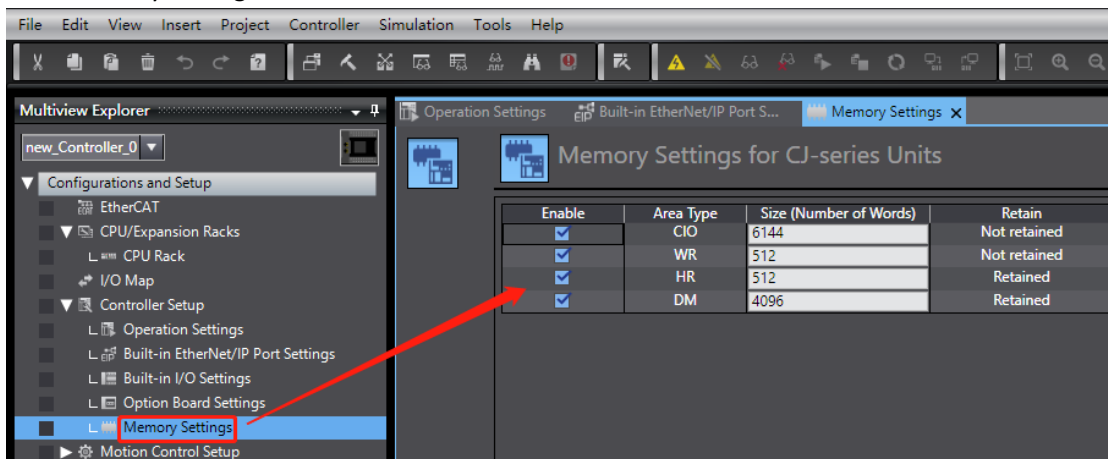 File Edit View Insert Project Controller Simulation Tools Help
Multiview Explorer
Operation Settings
Built-in EtherNet/IP Port S...
Memory Settings
new_Controller_0
Memory Settings for CJ-series Units
Configurations and Setup
EtherCAT
CPU/Expansion Racks
CPU Rack
I/O Map
Controller Setup
Operation Settings
Built-in EtherNet/IP Port Settings
Built-in I/O Settings
Option Board Settings
Memory Settings
Motion Control Setup
Enable Area Type Size (Number of Words) Retain
CIO 6144 Not retained
WR 512 Not retained
HR 512 Retained
DM 4096 Retained